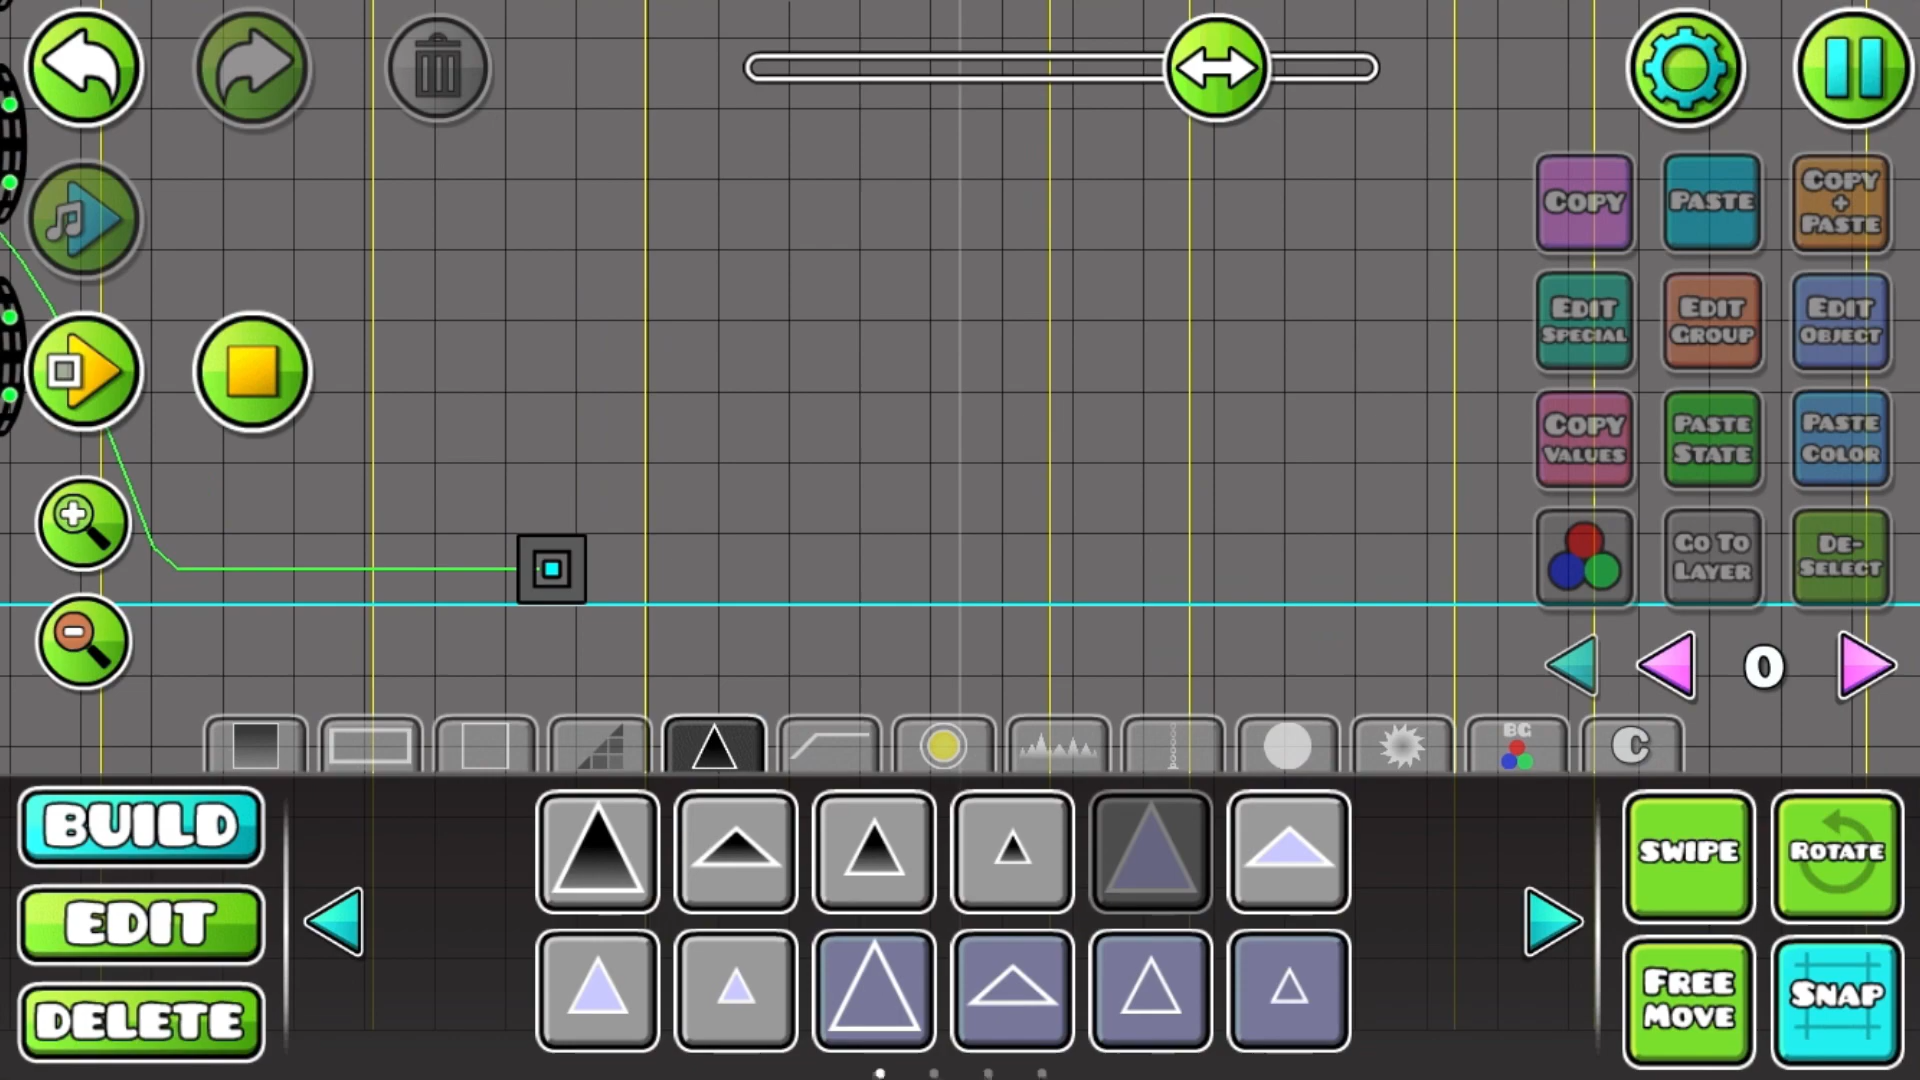 COPY
PASTE
COPY
+
PASTE
EDIT
SPECIAL
EDIT
GROUP
EDIT
OBJECT
COPY
VALUES
PASTE
STATE
PASTE
COLOR
GO TO
LAYER
DE-
SELECT
0
BG
C
BUILD
EDIT
DELETE
SWIPE
ROTATE
FREE
MOVE
SNAP